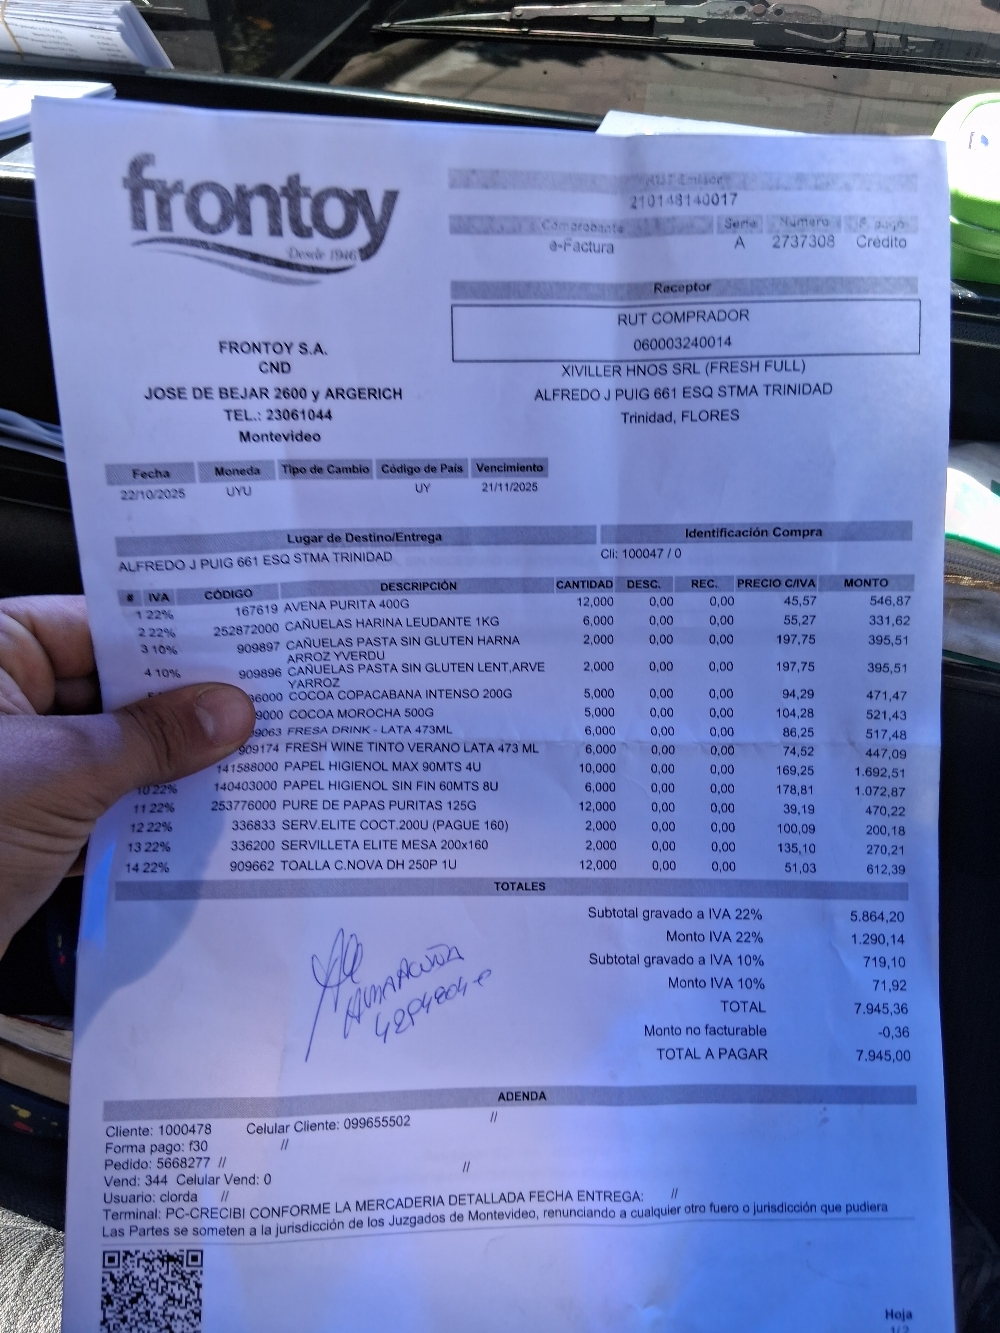 frontoy
Desde 1946
RUT Emisor
210148140017
Comprobante Serie Numero F. pago
e-Factura A 2737308 Crédito
Receptor
RUT COMPRADOR
060003240014
FRONTOY S.A.
CND
JOSE DE BEJAR 2600 y ARGERICH
TEL.: 23061044
Montevideo
XIVILLER HNOS SRL (FRESH FULL)
ALFREDO J PUIG 661 ESQ STMA TRINIDAD
Trinidad, FLORES
Fecha Moneda Tipo de Cambio Código de País Vencimiento
22/10/2025 UYU UY 21/11/2025
Lugar de Destino/Entrega Identificación Compra
ALFREDO J PUIG 661 ESQ STMA TRINIDAD Cli: 100047 / 0
# IVA CÓDIGO DESCRIPCIÓN CANTIDAD DESC. REC. PRECIO C/IVA MONTO
1 22% 167619 AVENA PURITA 400G 12,000 0,00 0,00 45,57 546,87
2 22% 252872000 CAÑUELAS HARINA LEUDANTE 1KG 6,000 0,00 0,00 55,27 331,62
3 10% 909897 CAÑUELAS PASTA SIN GLUTEN HARNA 2,000 0,00 0,00 197,75 395,51
ARROZ YVERDU
4 10% 909896 CAÑUELAS PASTA SIN GLUTEN LENT,ARVE 2,000 0,00 0,00 197,75 395,51
YARROZ
6000 COCOA COPACABANA INTENSO 200G 5,000 0,00 0,00 94,29 471,47
9000 COCOA MOROCHA 500G 5,000 0,00 0,00 104,28 521,43
9063 FRESA DRINK - LATA 473ML 6,000 0,00 0,00 86,25 517,48
909174 FRESH WINE TINTO VERANO LATA 473 ML 6,000 0,00 0,00 74,52 447,09
141588000 PAPEL HIGIENOL MAX 90MTS 4U 10,000 0,00 0,00 169,25 1.692,51
10 22% 140403000 PAPEL HIGIENOL SIN FIN 60MTS 8U 6,000 0,00 0,00 178,81 1.072,87
11 22% 253776000 PURE DE PAPAS PURITAS 125G 12,000 0,00 0,00 39,19 470,22
12 22% 336833 SERV.ELITE COCT.200U (PAGUE 160) 2,000 0,00 0,00 100,09 200,18
13 22% 336200 SERVILLETA ELITE MESA 200x160 2,000 0,00 0,00 135,10 270,21
14 22% 909662 TOALLA C.NOVA DH 250P 1U 12,000 0,00 0,00 51,03 612,39
TOTALES
Subtotal gravado a IVA 22% 5.864,20
Monto IVA 22% 1.290,14
Subtotal gravado a IVA 10% 719,10
Monto IVA 10% 71,92
TOTAL 7.945,36
Monto no facturable -0,36
TOTAL A PAGAR 7.945,00
ADENDA
Cliente: 1000478 Celular Cliente: 099655502 //
Forma pago: f30 //
Pedido: 5668277 // //
Vend: 344 Celular Vend: 0
Usuario: clorda //
Terminal: PC-CRECIBI CONFORME LA MERCADERIA DETALLADA FECHA ENTREGA: //
Las Partes se someten a la jurisdicción de los Juzgados de Montevideo, renunciando a cualquier otro fuero o jurisdicción que pudiera
Hoja